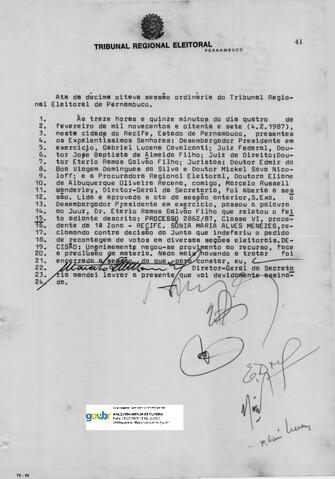 TRIBUNAL REGIONAL ELEITORAL
PERNAMBUCO
41
Ata da décima oitava sessão ordinária do Tribunal Regio-
nal Eleitoral de Pernambuco.
1. Às treze horas e quinze minutos do dia quatro de
2. fevereiro de mil novecentos e oitenta e sete (4.2.1987),
3. nesta cidade do Recife, Estado de Pernambuco, presentes
4. os Excelentíssimos Senhores: Desembargador Presidente em
5. exercício, Gabriel Lucena Cavalcanti; Juiz Federal, Dou-
6. tor José Baptista de Almeida Filho; Juiz de Direito; Dou-
7. tor Eterio Ramos Galvão Filho; Juristas: Doutor Edmir do
8. Boa Viagem Domingues da Silva e Doutor Mickel Sava Nico-
9. loff; e a Procuradora Regional Eleitoral, Doutora Eliane
10. de Albuquerque Oliveira Recena, comigo, Marcelo Russell
11. Wanderley, Diretor-Geral da Secretaria, foi aberta a ses-
12. são. Lida e aprovada a ata da sessão anterior, S.Exa. o
13. Desembargador Presidente em exercício, passou a palavra
14. ao Juiz, Dr. Eterio Ramos Galvão Filho que relatou o fei-
15. to adiante descrito: PROCESSO 2862/87, Classe VI, proce-
16. dente da 1ª Zona - RECIFE. SÔNIA MARIA ALVES MENEZES, re-
17. clamando contra decisão da Junta que indeferiu o pedido
18. de recontagem de votos em diversas seções eleitorais. DE-
19. CISÃO: Unanimemente negou-se provimento ao recurso, face
20. a preclusão da matéria. Nada mais havendo a tratar foi
21. encerrada a sessão, do que, para constar, eu,
22. Diretor-Geral da Secreta
23. ria mandei lavrar a presente que vai devidamente assina-
24. da.
gov.br